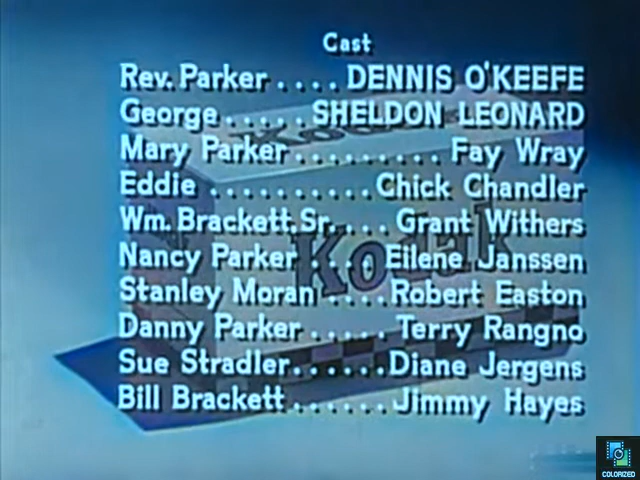 Cast
Rev. Parker .... DENNIS O'KEEFE
George ..... SHELDON LEONARD
Mary Parker ......... Fay Wray
Eddie .......... Chick Chandler
Wm. Brackett, Sr. ... Grant Withers
Nancy Parker .... Eilene Janssen
Stanley Moran .... Robert Easton
Danny Parker ..... Terry Rangno
Sue Stradler ...... Diane Jergens
Bill Brackett ...... Jimmy Hayes
Kodak
Kodak
COLORIZED